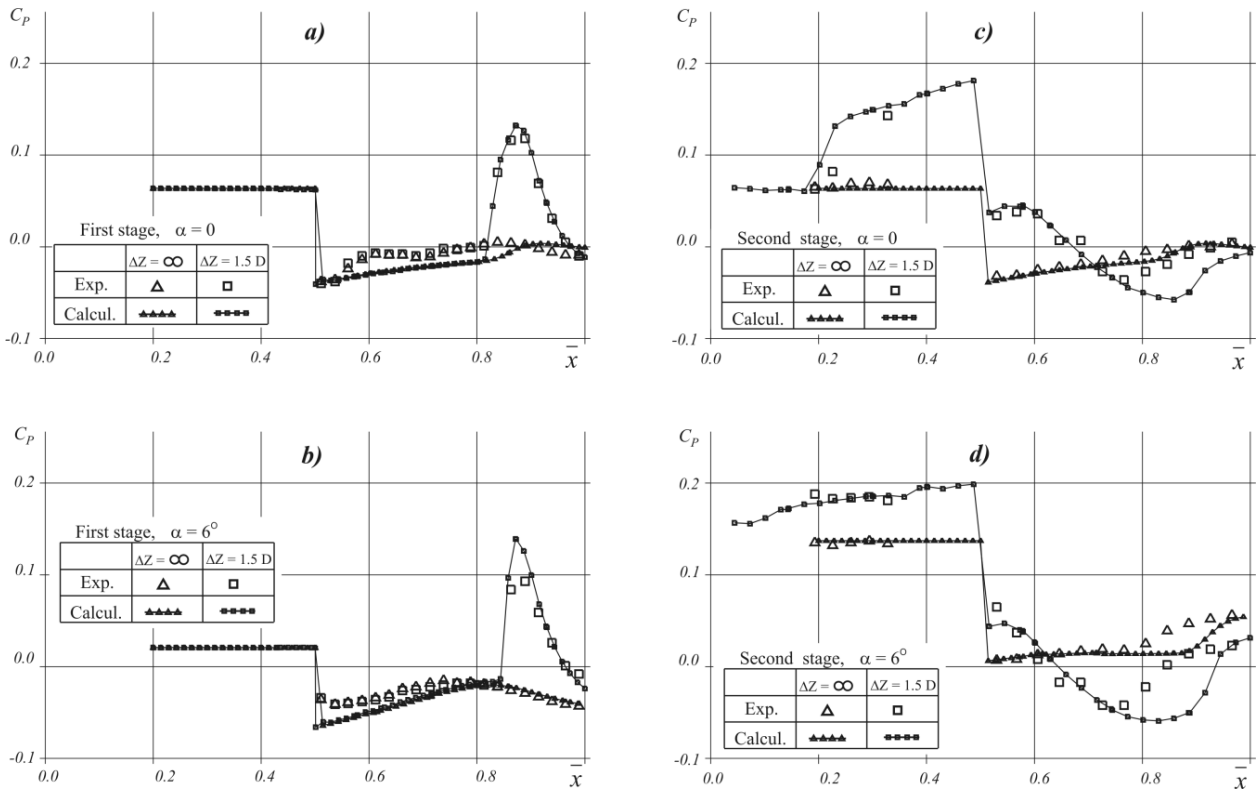 C_P
a)
0.2
0.1
0.0
First stage, α = 0
ΔZ = ∞ ΔZ = 1.5 D
Exp.
Calcul.
-0.1
0.0 0.2 0.4 0.6 0.8 x̄
c)
0.2
0.1
0.0
Second stage, α = 0
ΔZ = ∞ ΔZ = 1.5 D
Exp.
Calcul.
-0.1
0.0 0.2 0.4 0.6 0.8 x̄
C_P
b)
0.2
0.1
First stage, α = 6°
ΔZ = ∞ ΔZ = 1.5 D
Exp.
Calcul.
0.0
-0.1
0.0 0.2 0.4 0.6 0.8 x̄
C_P
d)
0.2
0.1
0.0
Second stage, α = 6°
ΔZ = ∞ ΔZ = 1.5 D
Exp.
Calcul.
-0.1
0.0 0.2 0.4 0.6 0.8 x̄
C_P